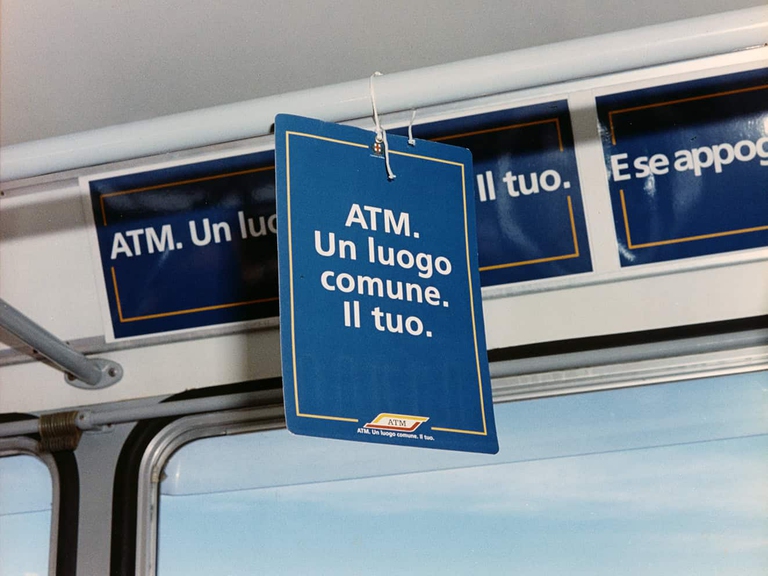 ATM. Un luo
Il tuo.
E se appog
ATM.
Un luogo
comune.
Il tuo.
ATM
ATM. Un luogo comune. Il tuo.